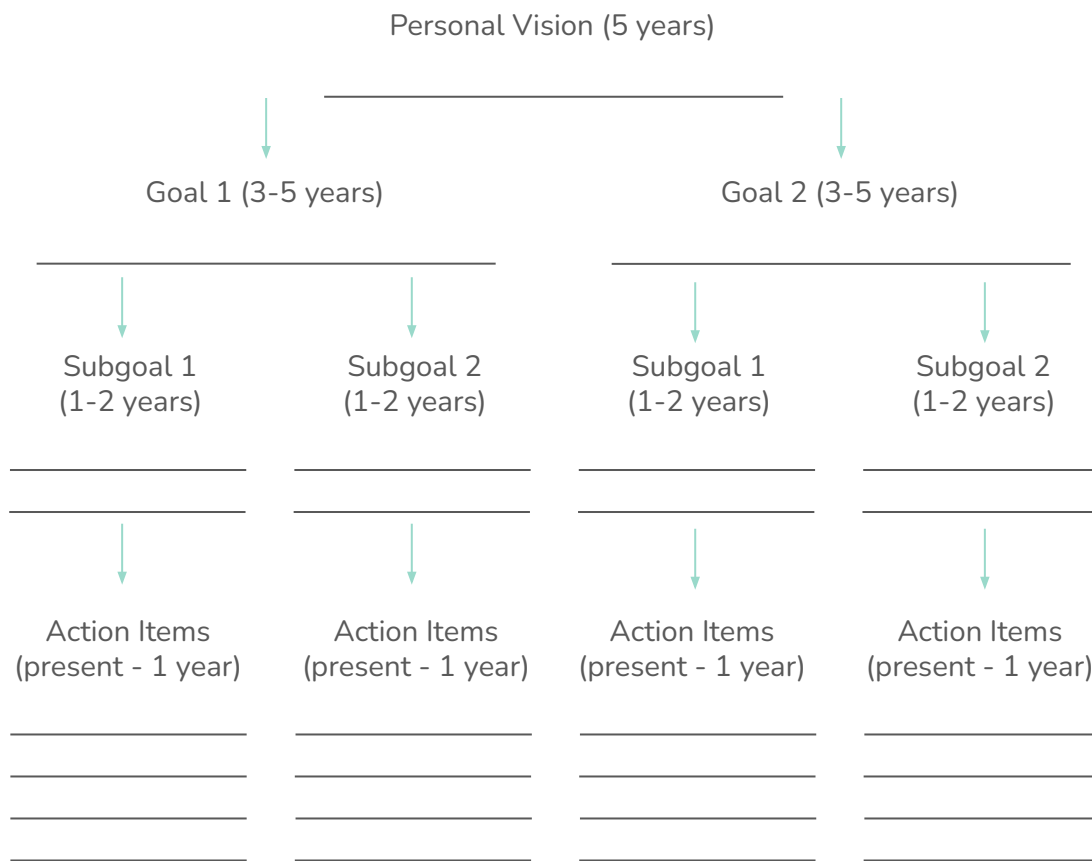 Personal Vision (5 years)
Goal 1 (3-5 years)
Goal 2 (3-5 years)
Subgoal 1
(1-2 years)
Subgoal 2
(1-2 years)
Subgoal 1
(1-2 years)
Subgoal 2
(1-2 years)
Action Items
(present - 1 year)
Action Items
(present - 1 year)
Action Items
(present - 1 year)
Action Items
(present - 1 year)